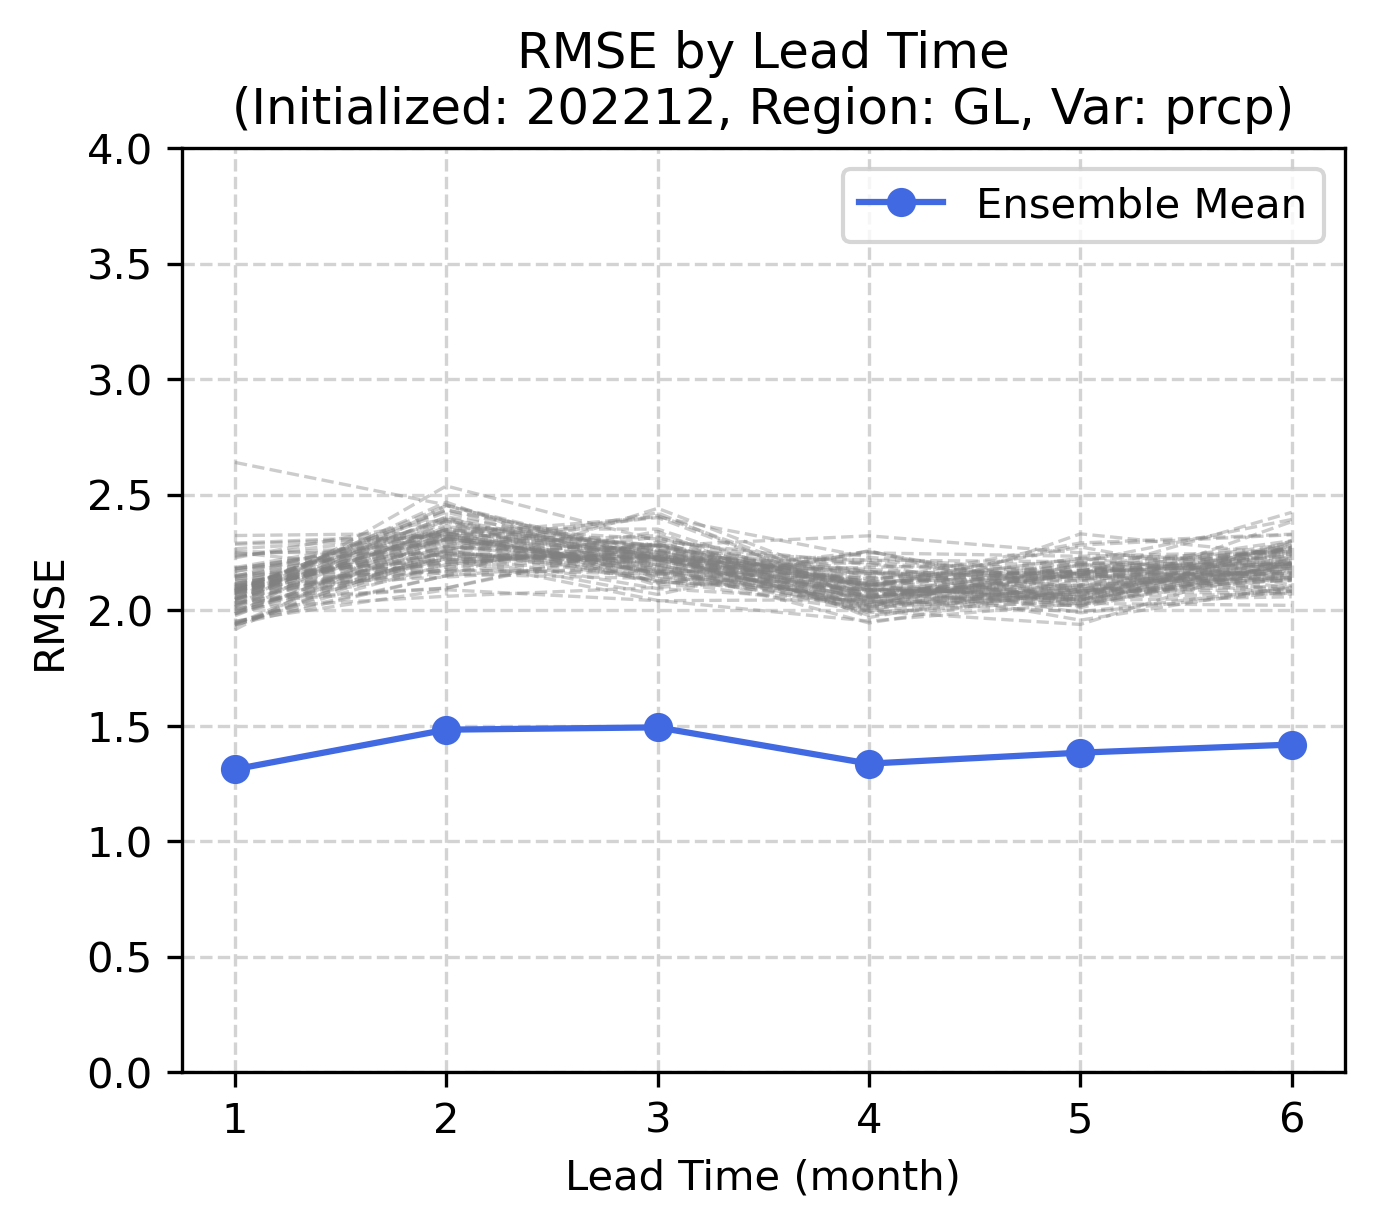 RMSE by Lead Time
(Initialized: 202212, Region: GL, Var: prcp)
Ensemble Mean
4.0
3.5
3.0
2.5
2.0
1.5
1.0
0.5
0.0
RMSE
1 2 3 4 5 6
Lead Time (month)